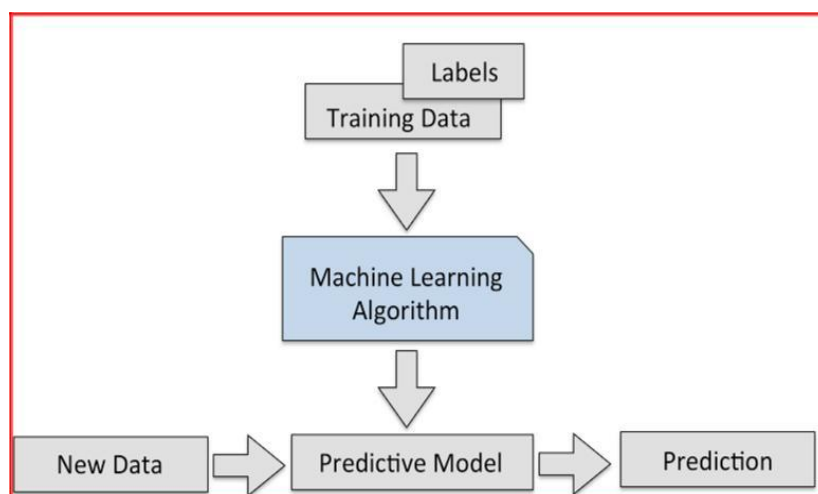 Labels
Training Data
Machine Learning
Algorithm
New Data
Predictive Model
Prediction